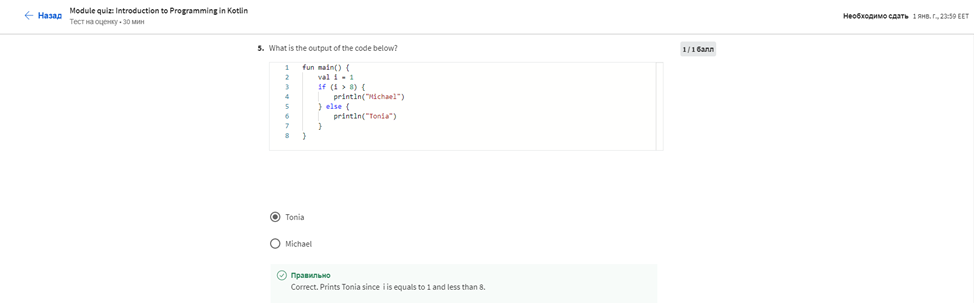 Назад
Module quiz: Introduction to Programming in Kotlin
Тест на оценку • 30 мин
Необходимо сдать 1 янв. г., 23:59 EET
5. What is the output of the code below?
1 / 1 балл
1 fun main() {
2 val i = 1
3 if (i > 8) {
4 println("Michael")
5 } else {
6 println("Tonia")
7 }
8 }
Tonia
Michael
Правильно
Correct. Prints Tonia since i is equals to 1 and less than 8.